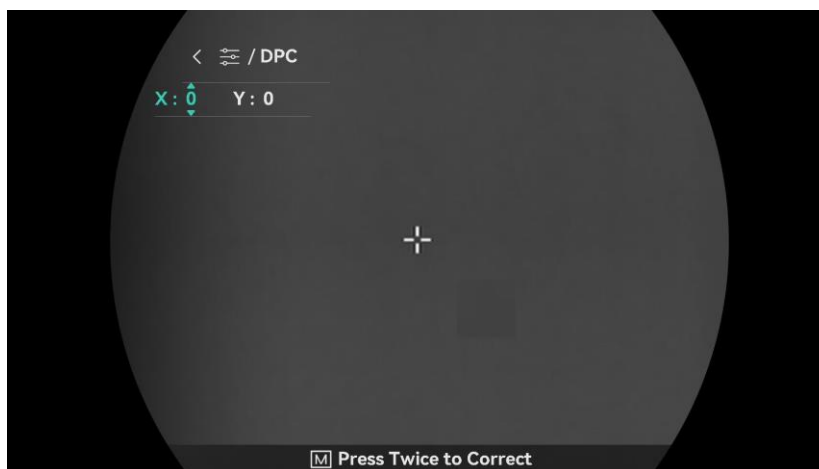 / DPC
X: 0 Y: 0
M Press Twice to Correct